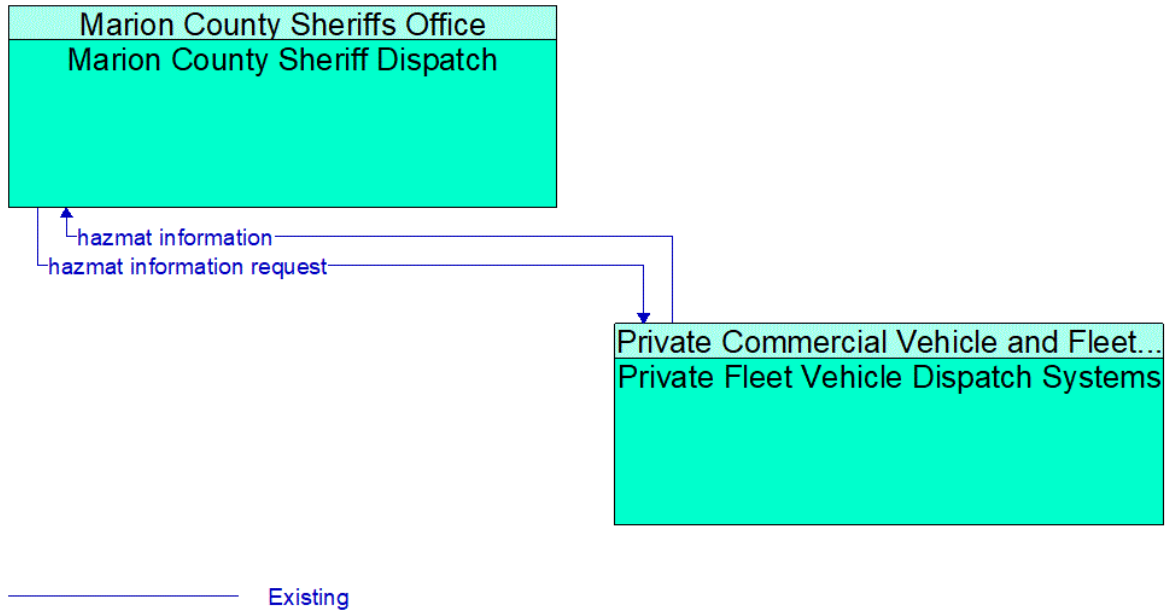 Marion County Sheriffs Office
Marion County Sheriff Dispatch
hazmat information
hazmat information request
Private Commercial Vehicle and Fleet...
Private Fleet Vehicle Dispatch Systems
Existing